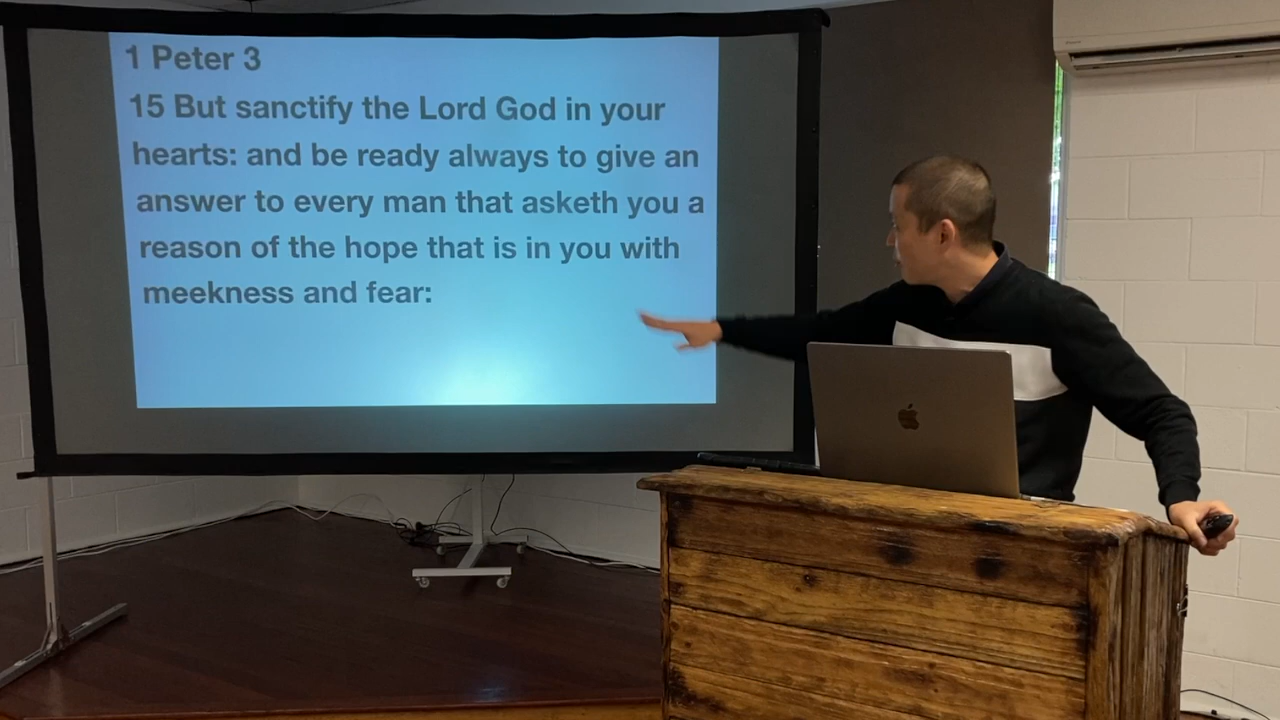 1 Peter 3
15 But sanctify the Lord God in your
hearts: and be ready always to give an
answer to every man that asketh you a
reason of the hope that is in you with
meekness and fear: